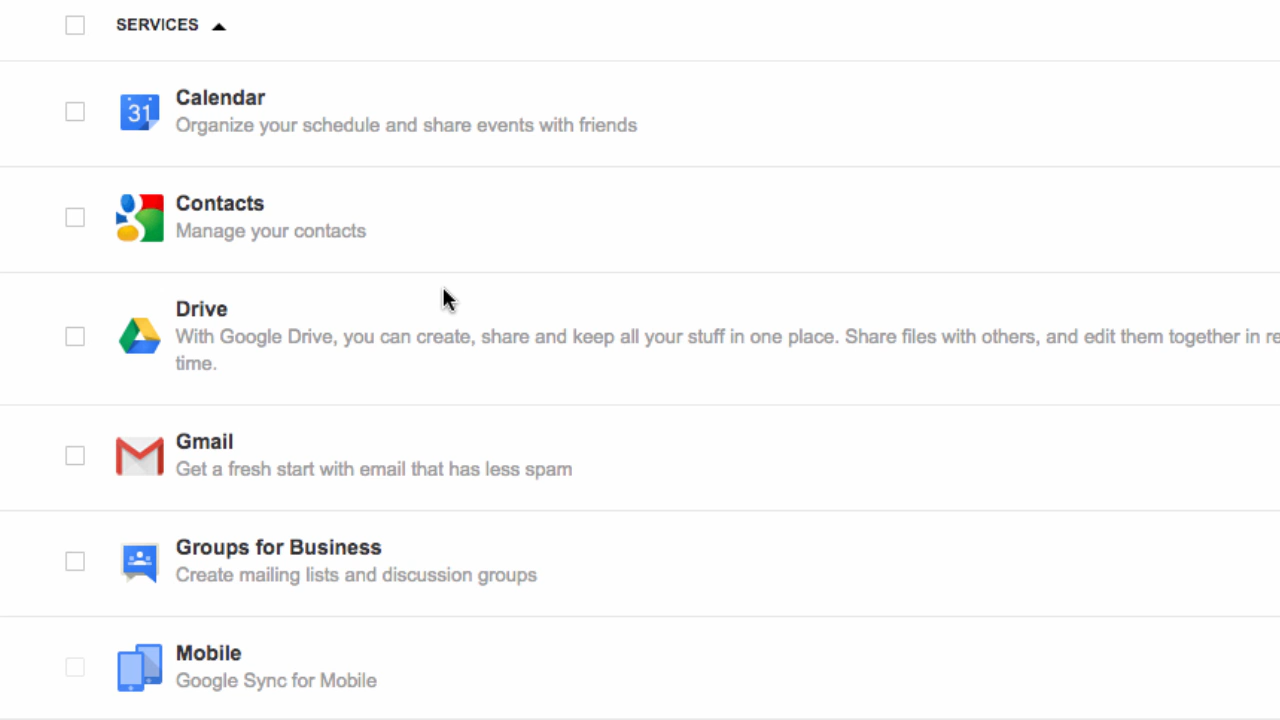 SERVICES
31
Calendar
Organize your schedule and share events with friends
Contacts
Manage your contacts
Drive
With Google Drive, you can create, share and keep all your stuff in one place. Share files with others, and edit them together in
time.
Gmail
Get a fresh start with email that has less spam
Groups for Business
Create mailing lists and discussion groups
Mobile
Google Sync for Mobile